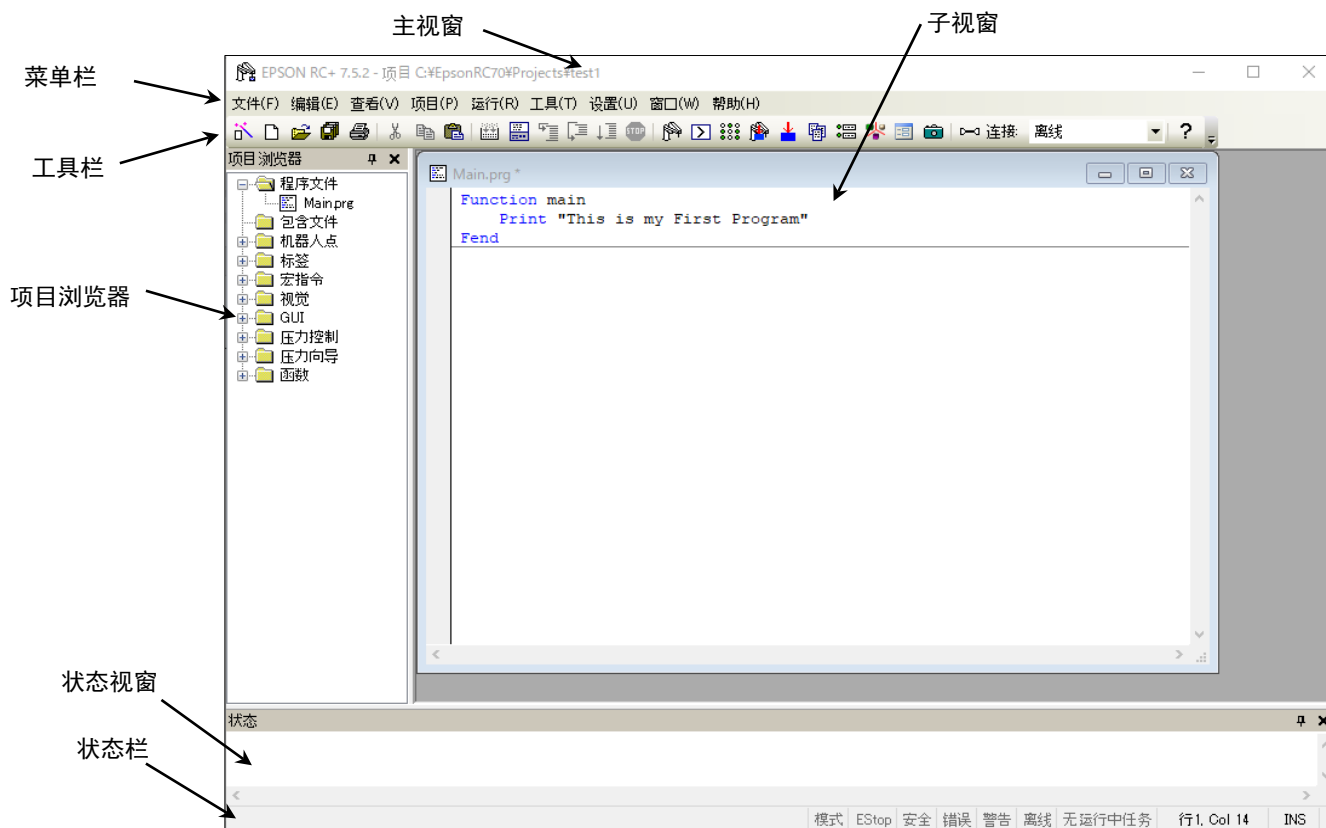 主视窗
子视窗
菜单栏
EPSON RC+ 7.5.2 - 项目 C:¥EpsonRC70¥Projects¥test1
文件(F) 编辑(E) 查看(V) 项目(P) 运行(R) 工具(T) 设置(U) 窗口(W) 帮助(H)
STOP 连接: 离线 ?
工具栏
项目浏览器
程序文件
Main.prg
包含文件
机器人点
标签
宏指令
视觉
GUI
压力控制
压力向导
函数
Main.prg *
Function main
Print "This is my First Program"
Fend
项目浏览器
状态视窗
状态
状态栏
模式 EStop 安全 错误 警告 离线 无运行中任务 行1, Col 14 INS